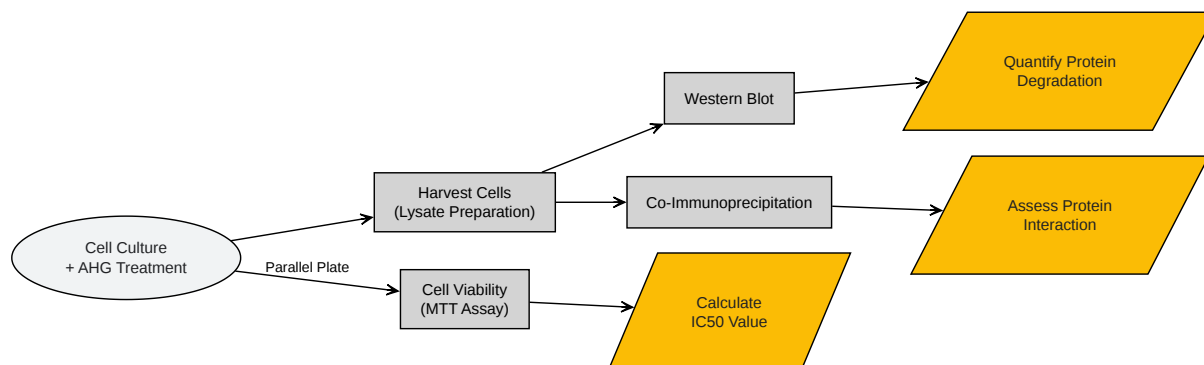 Cell Culture
+ AHG Treatment
Parallel Plate
Harvest Cells
(Lysate Preparation)
Cell Viability
(MTT Assay)
Western Blot
Co-Immunoprecipitation
Calculate
IC50 Value
Quantify Protein
Degradation
Assess Protein
Interaction